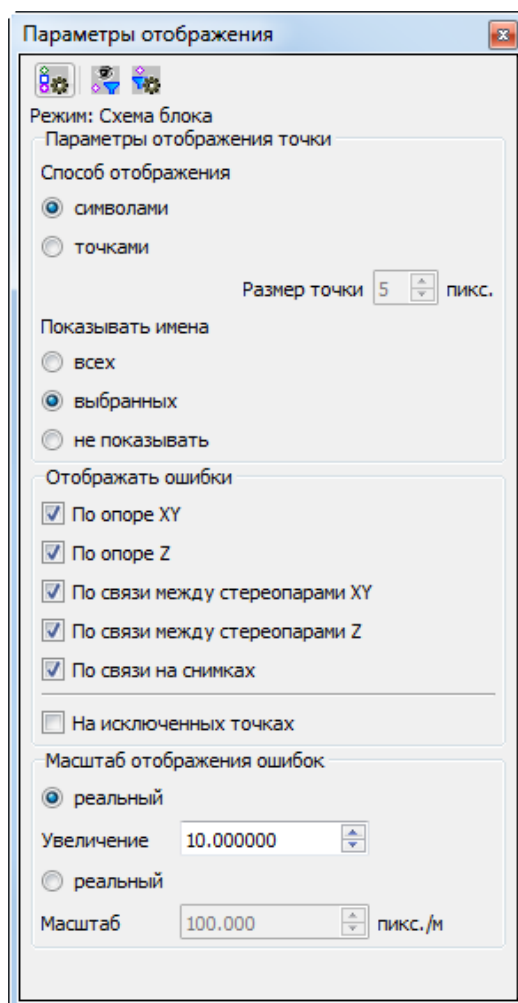 Параметры отображения
Режим: Схема блока
Параметры отображения точки
Способ отображения
символами
точками
Размер точки 5 пикс.
Показывать имена
всех
выбранных
не показывать
Отображать ошибки
По опоре XY
По опоре Z
По связи между стереопарами XY
По связи между стереопарами Z
По связи на снимках
На исключенных точках
Масштаб отображения ошибок
реальный
Увеличение 10.000000
реальный
Масштаб 100.000 пикс./м